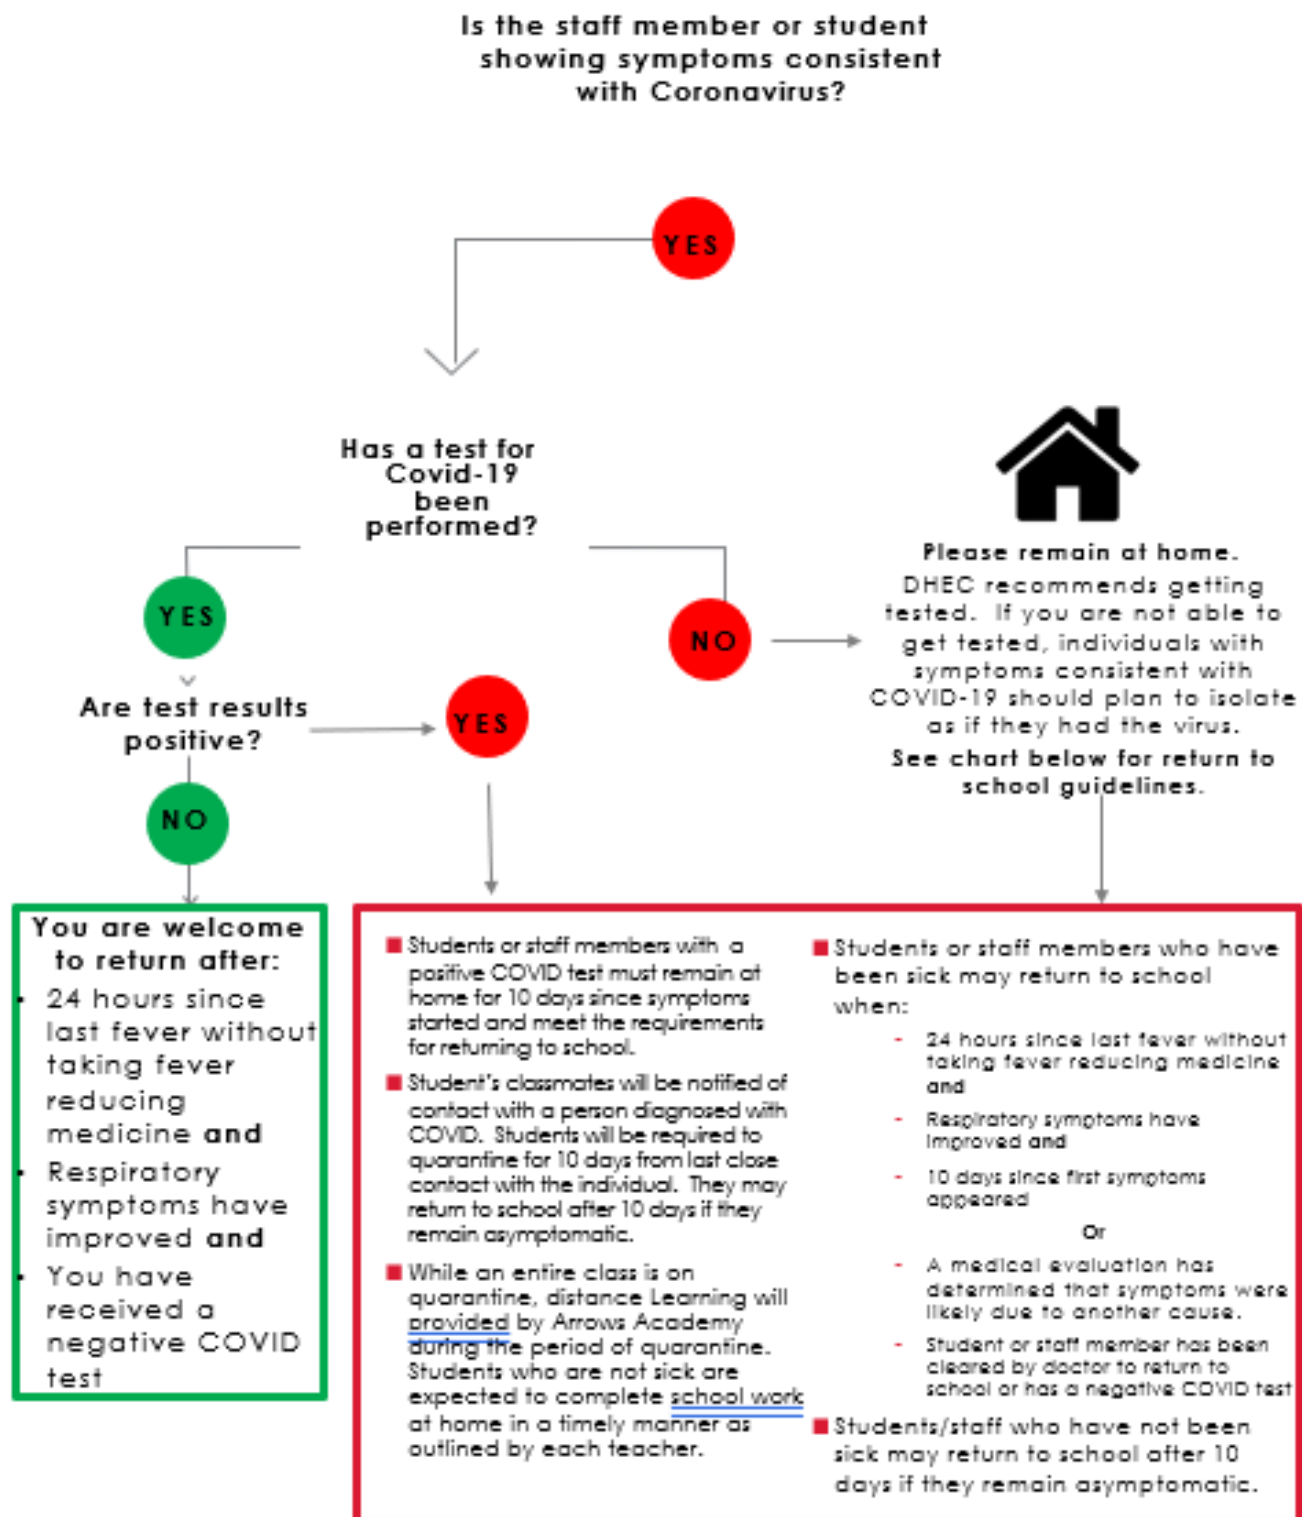 Is the staff member or student
showing symptoms consistent
with Coronavirus?
YES
Has a test for
Covid-19
been
performed?
YES
NO
Please remain at home.
DHEC recommends getting
tested. If you are not able to
get tested, individuals with
symptoms consistent with
COVID-19 should plan to isolate
as if they had the virus.
See chart below for return to
school guidelines.
Are test results
positive?
YES
NO
You are welcome
to return after:
• 24 hours since
last fever without
taking fever
reducing
medicine and
• Respiratory
symptoms have
improved and
• You have
received a
negative COVID
test
■ Students or staff members with a
positive COVID test must remain at
home for 10 days since symptoms
started and meet the requirements
for returning to school.
■ Student's classmates will be notified of
contact with a person diagnosed with
COVID. Students will be required to
quarantine for 10 days from last close
contact with the individual. They may
return to school after 10 days if they
remain asymptomatic.
■ While an entire class is on
quarantine, distance Learning will
provided by Arrows Academy
during the period of quarantine.
Students who are not sick are
expected to complete school work
at home in a timely manner as
outlined by each teacher.
■ Students or staff members who have
been sick may return to school
when:
- 24 hours since last fever without
taking fever reducing medicine
and
- Respiratory symptoms have
improved and
- 10 days since first symptoms
appeared
Or
- A medical evaluation has
determined that symptoms were
likely due to another cause.
- Student or staff member has been
cleared by doctor to return to
school or has a negative COVID test
■ Students/staff who have not been
sick may return to school after 10
days if they remain asymptomatic.